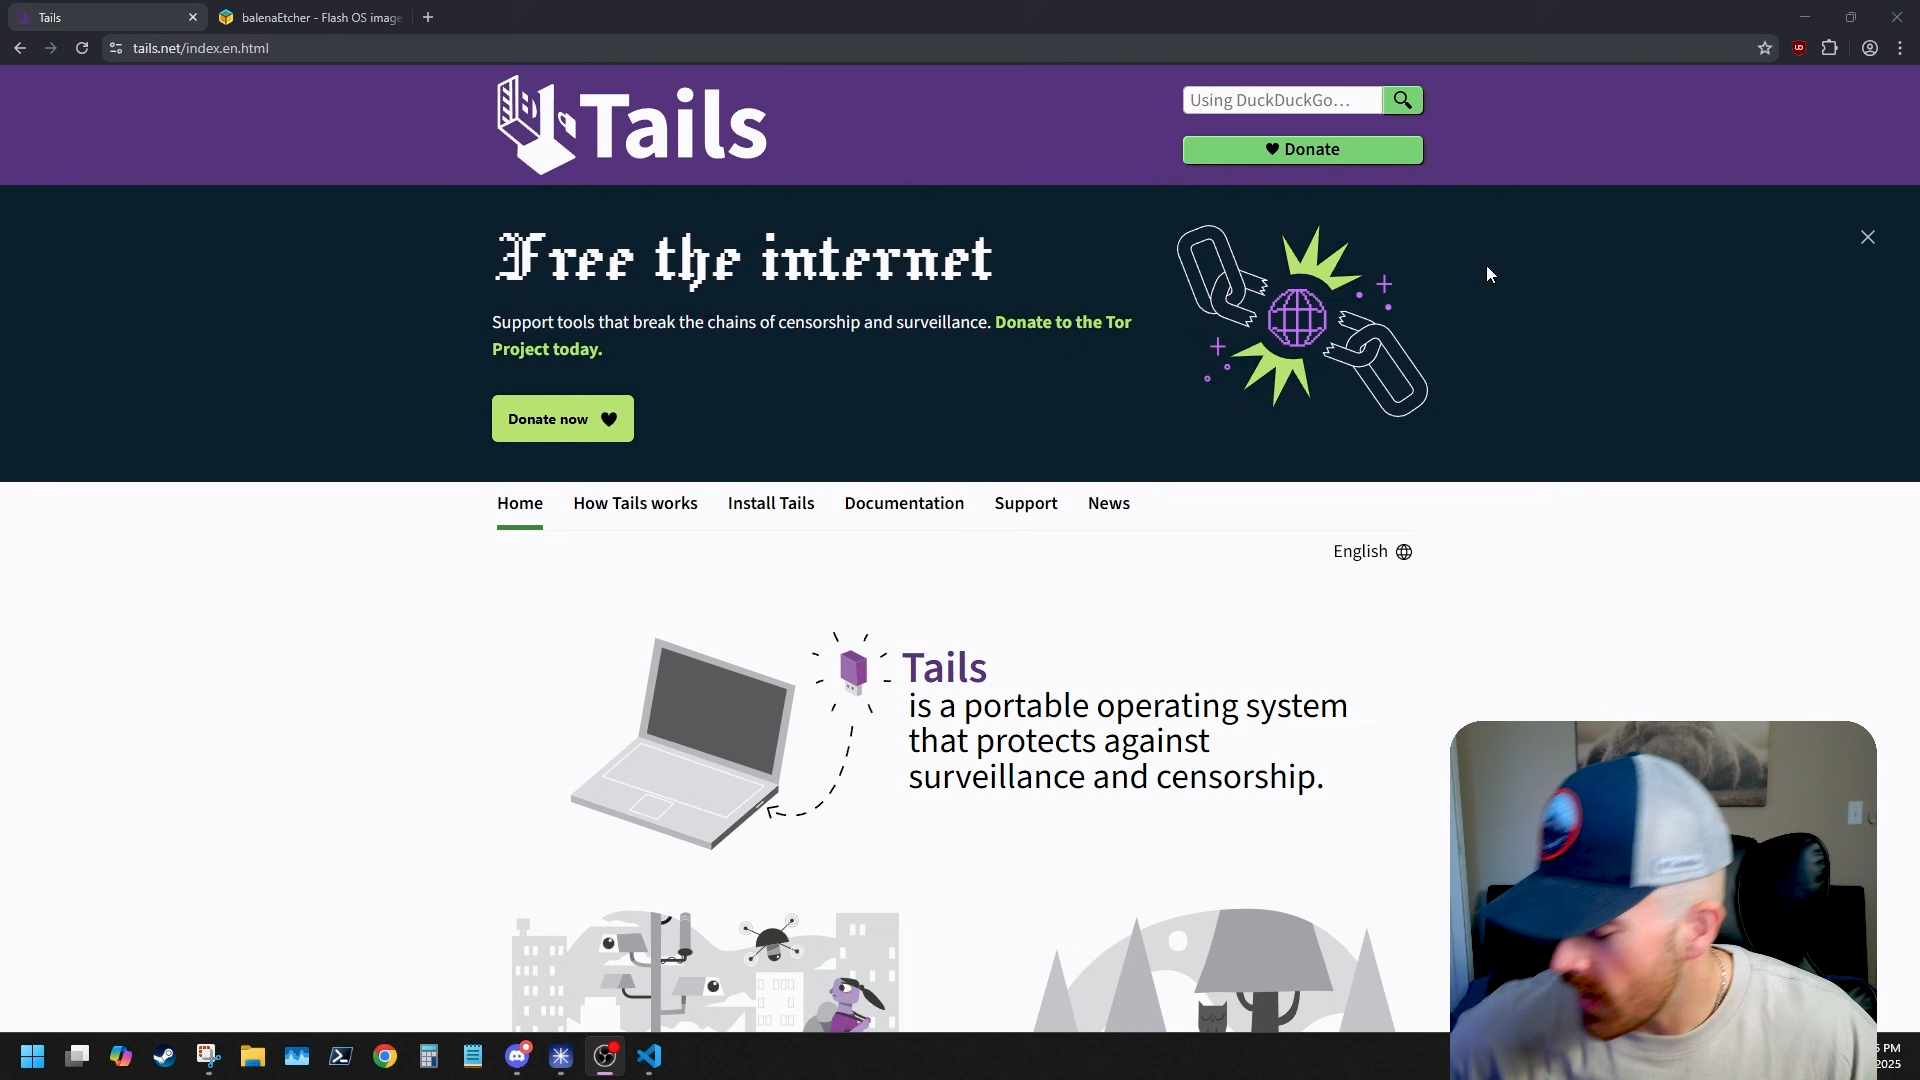 Tails
balenaEtcher - Flash OS image
tails.net/index.en.html
Tails
Using DuckDuckGo...
Donate
Free the internet
Support tools that break the chains of censorship and surveillance. Donate to the Tor
Project today.
Donate now
Home
How Tails works
Install Tails
Documentation
Support
News
English
Tails
is a portable operating system
that protects against
surveillance and censorship.
PM
2025